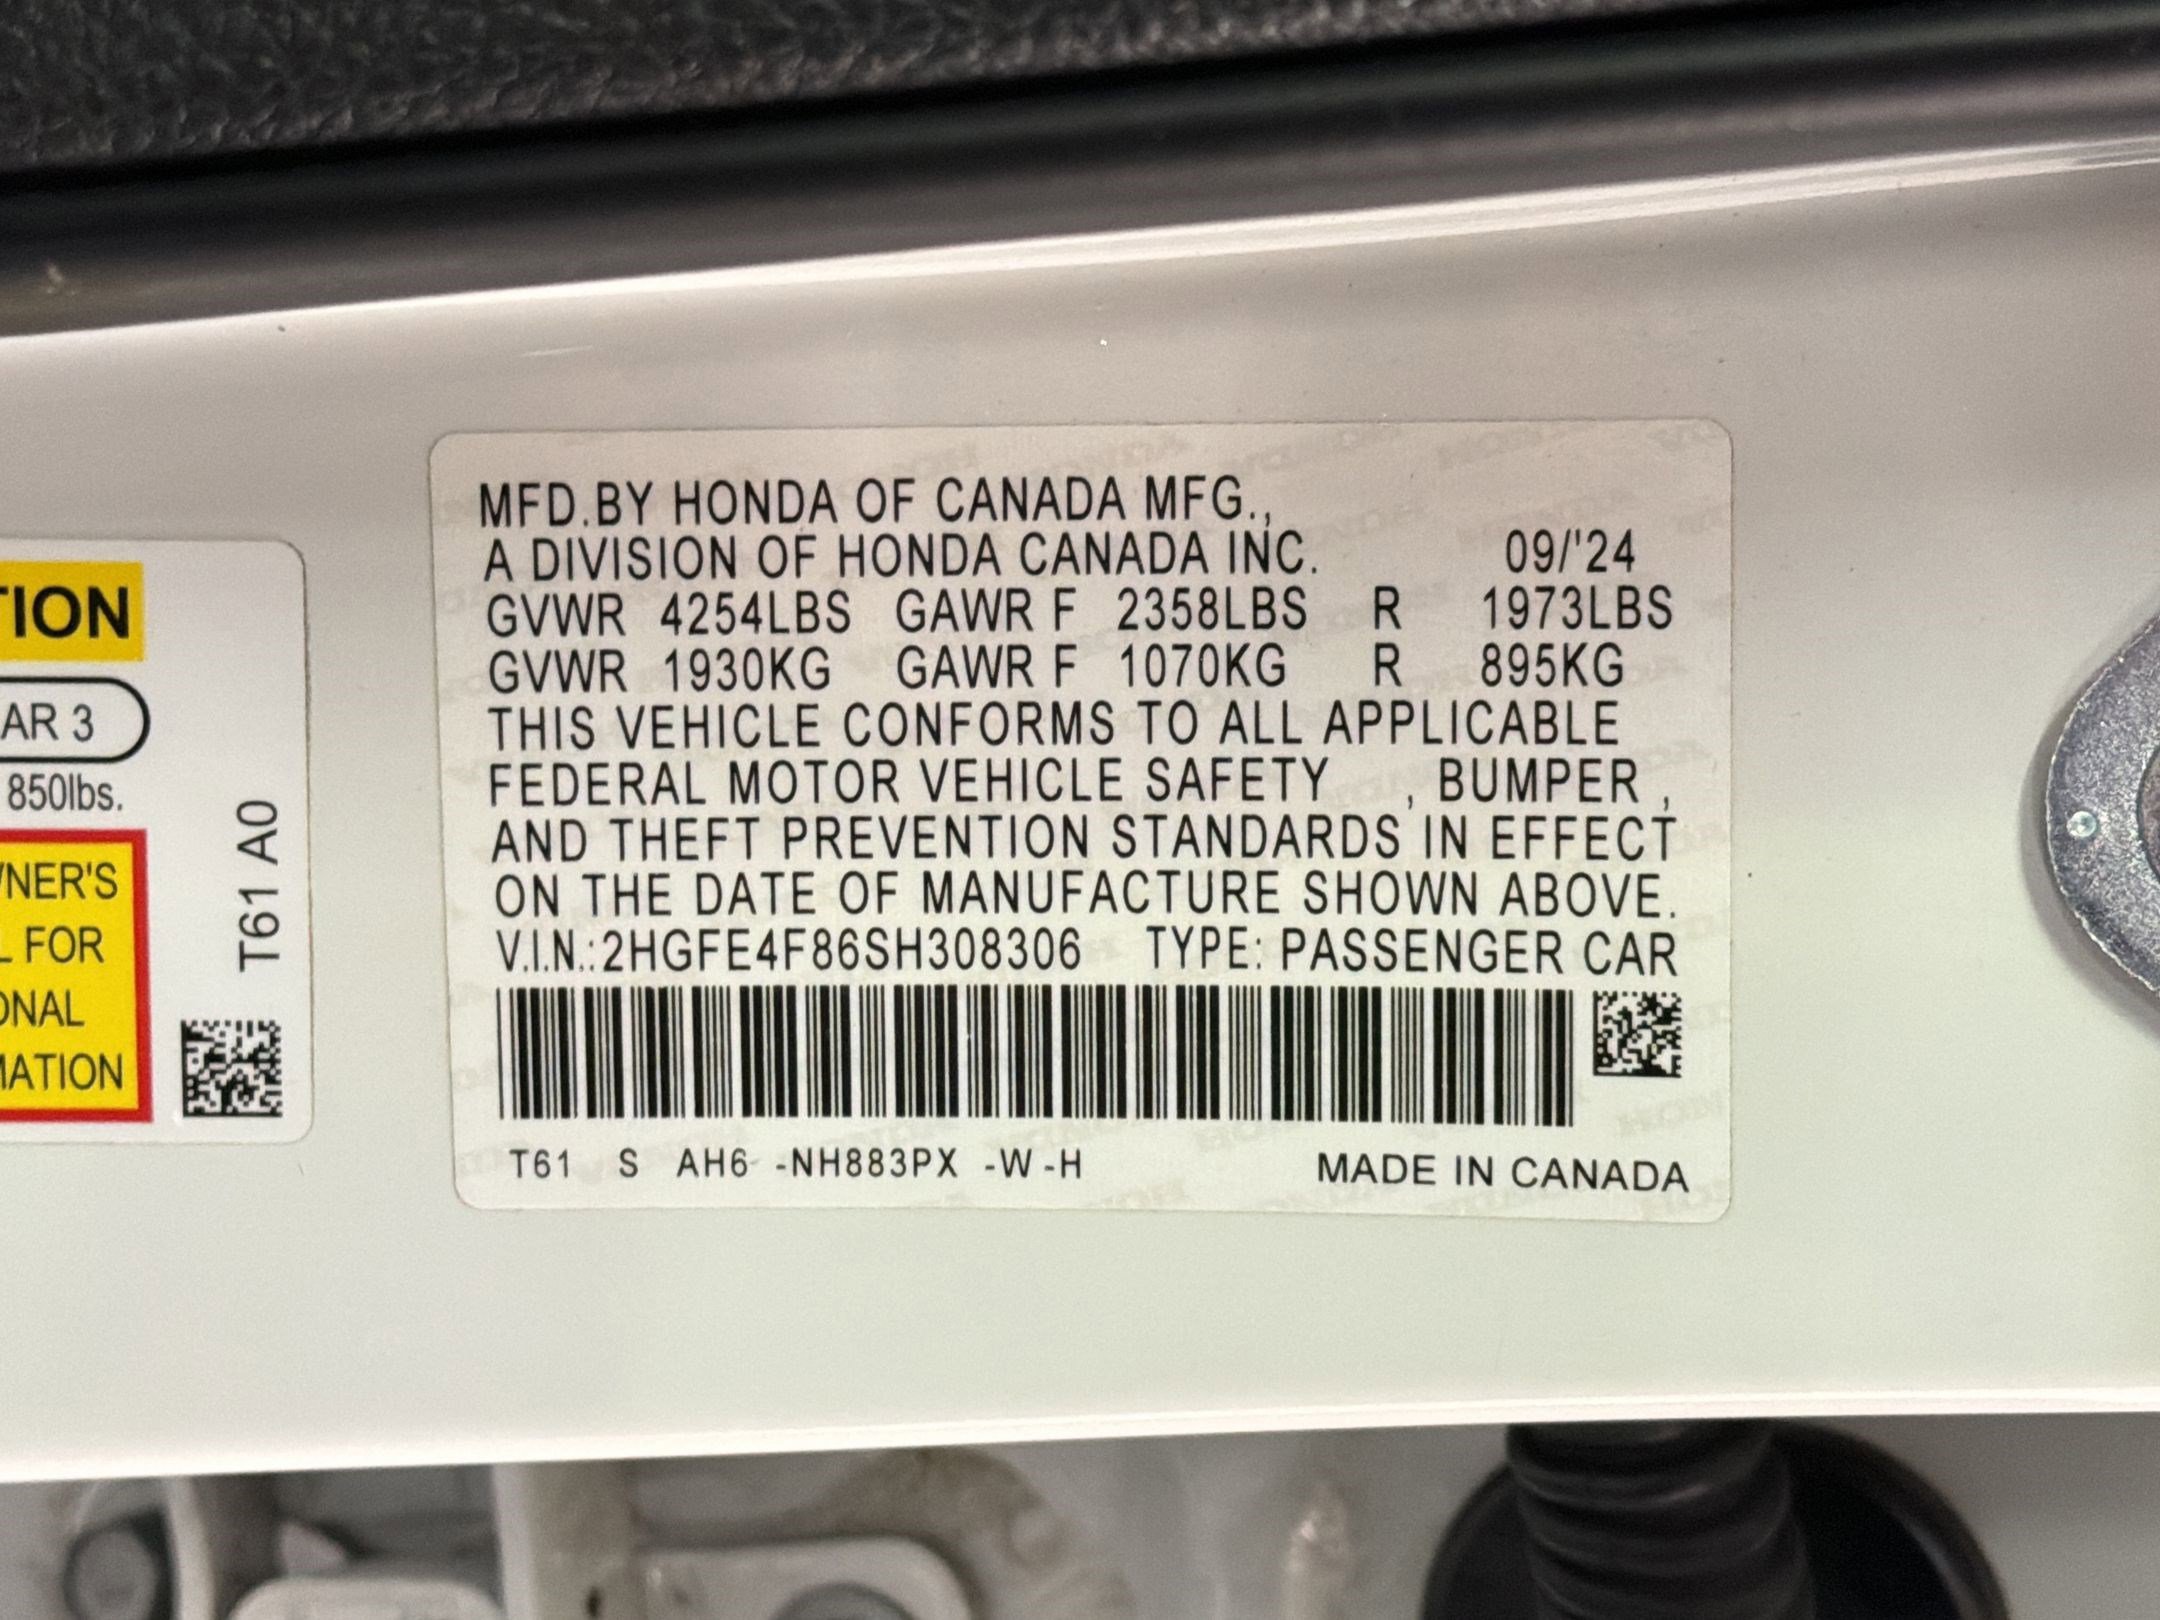 TION
AR 3
850lbs.
WNER'S
L FOR
ONAL
MATION
T61 A0
MFD.BY HONDA OF CANADA MFG.,
A DIVISION OF HONDA CANADA INC. 09/'24
GVWR 4254LBS GAWR F 2358LBS R 1973LBS
GVWR 1930KG GAWR F 1070KG R 895KG
THIS VEHICLE CONFORMS TO ALL APPLICABLE
FEDERAL MOTOR VEHICLE SAFETY , BUMPER ,
AND THEFT PREVENTION STANDARDS IN EFFECT
ON THE DATE OF MANUFACTURE SHOWN ABOVE.
V.I.N.:2HGFE4F86SH308306 TYPE: PASSENGER CAR
T61 S AH6 -NH883PX -W-H MADE IN CANADA